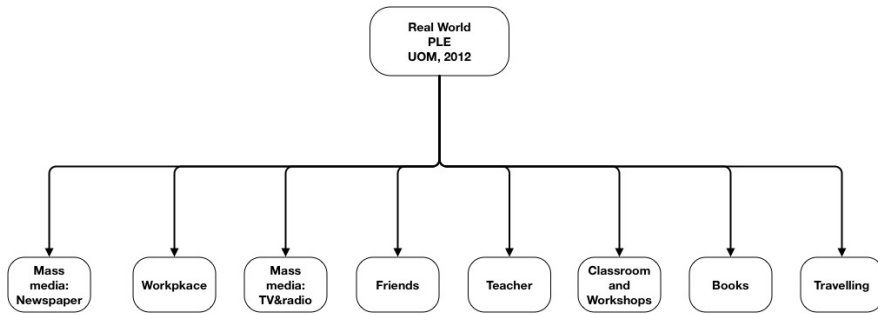 Real World
PLE
UOM, 2012
Mass
media:
Newspaper
Workpkace
Mass
media:
TV&radio
Friends
Teacher
Classroom
and
Workshops
Books
Travelling